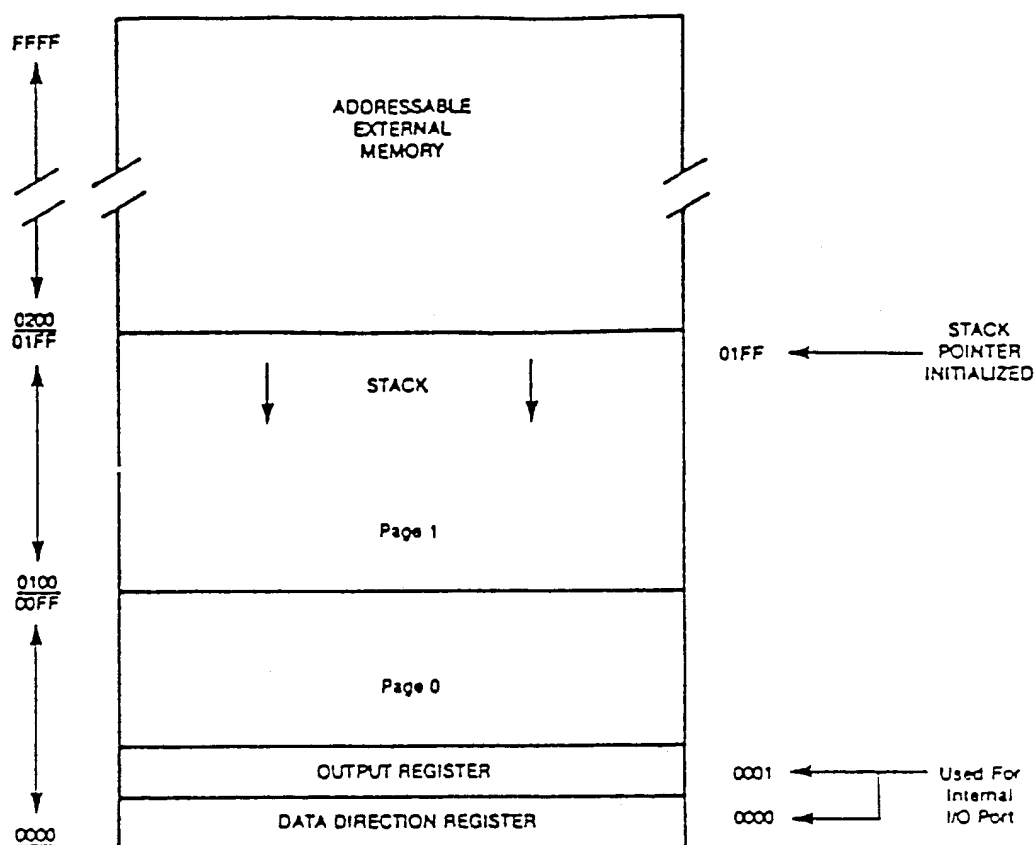 FFFF
ADDRESSABLE
EXTERNAL
MEMORY
0200
01FF
STACK
01FF
STACK
POINTER
INITIALIZED
Page 1
0100
00FF
Page 0
OUTPUT REGISTER
0001
Used For
Internal
I/O Port
DATA DIRECTION REGISTER
0000
0000